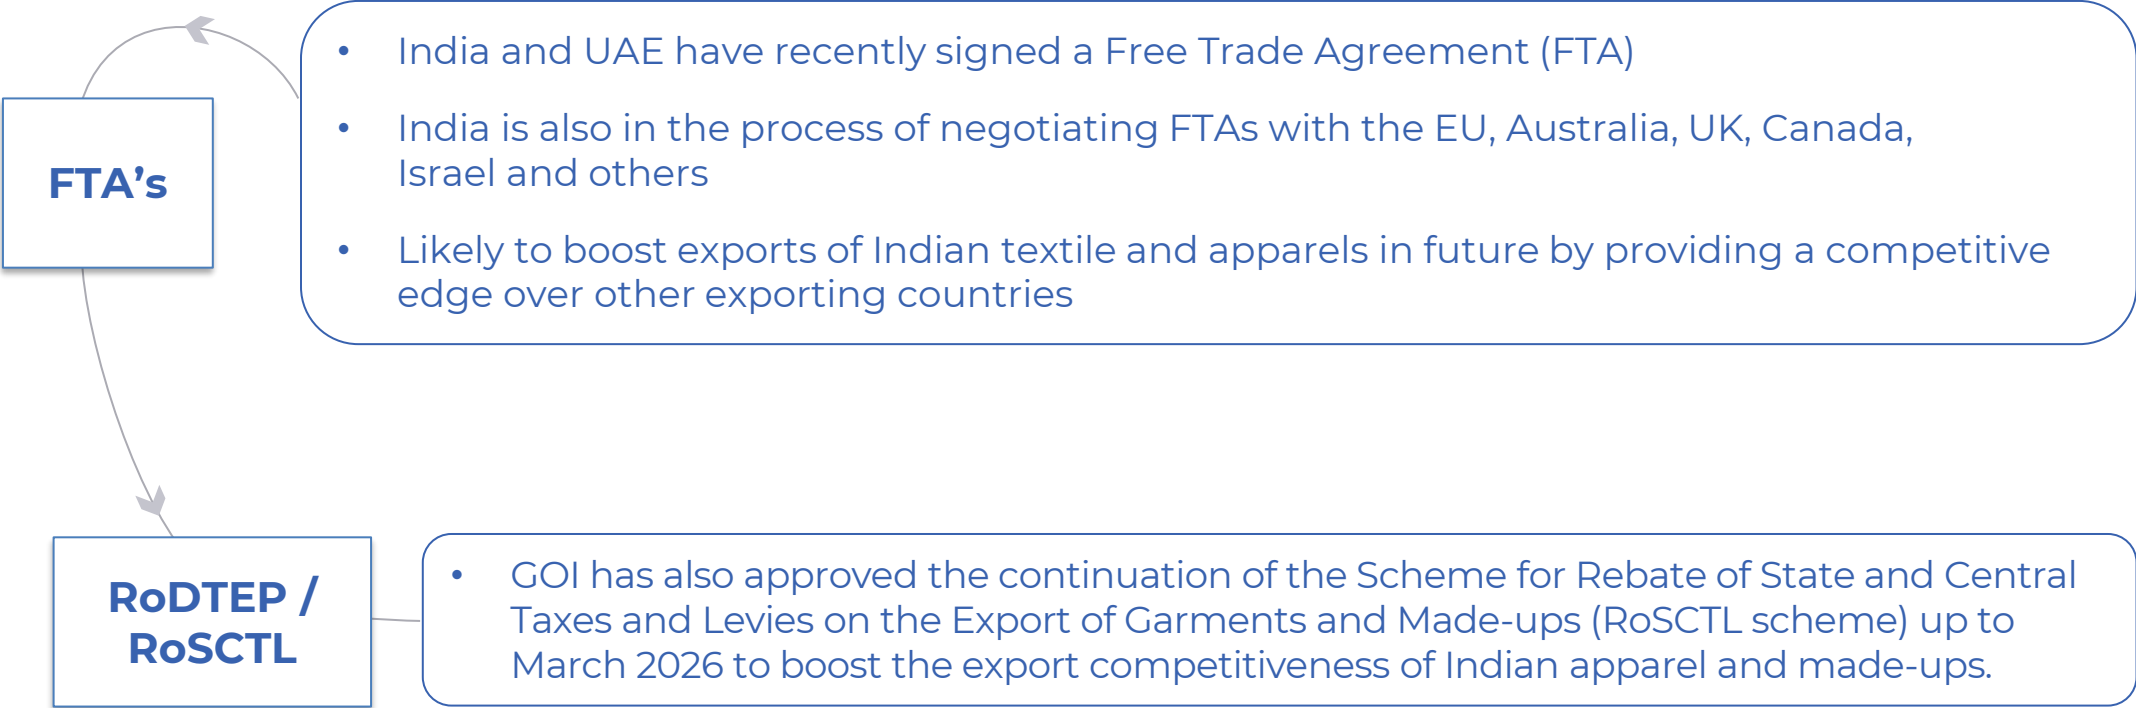 FTA’s
• India and UAE have recently signed a Free Trade Agreement (FTA)
• India is also in the process of negotiating FTAs with the EU, Australia, UK, Canada,
Israel and others
• Likely to boost exports of Indian textile and apparels in future by providing a competitive
edge over other exporting countries
RoDTEP /
RoSCTL
• GOI has also approved the continuation of the Scheme for Rebate of State and Central
Taxes and Levies on the Export of Garments and Made-ups (RoSCTL scheme) up to
March 2026 to boost the export competitiveness of Indian apparel and made-ups.